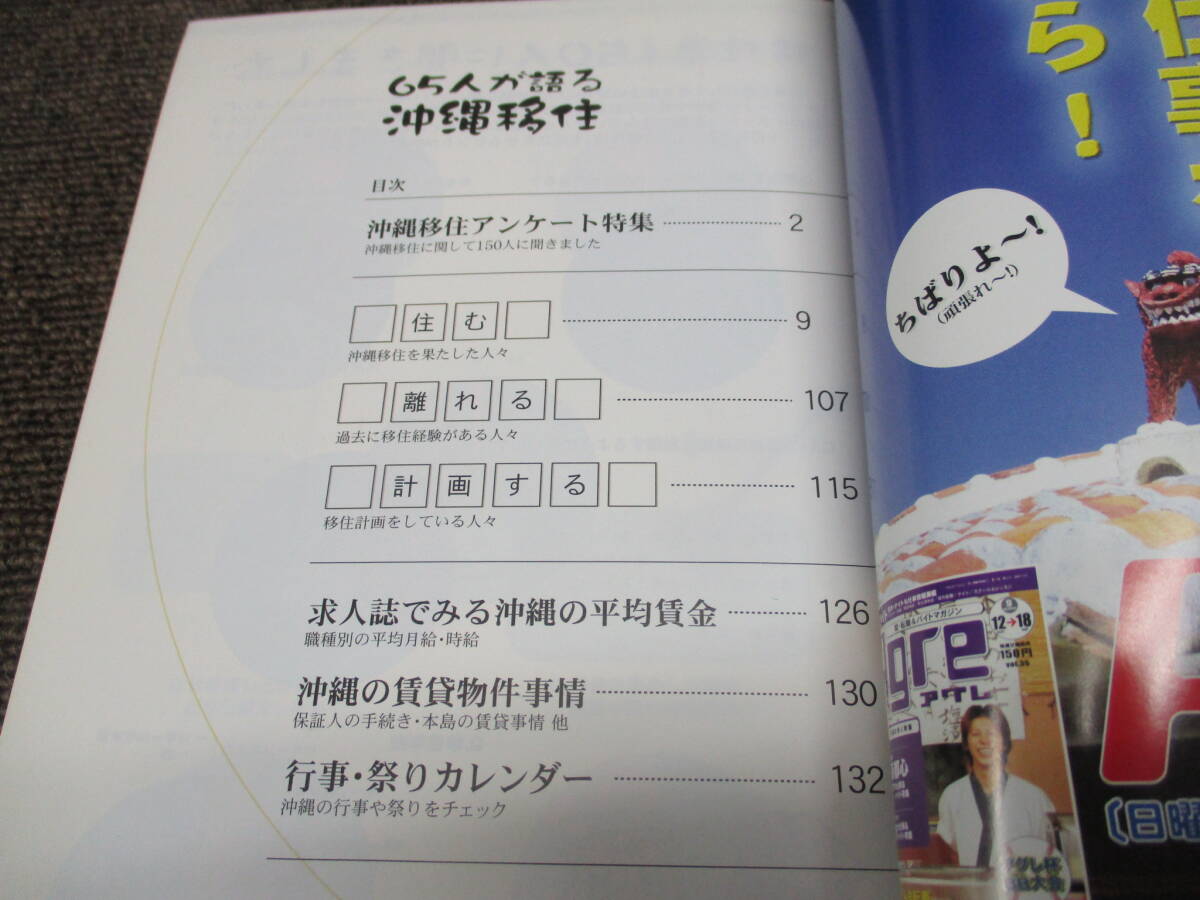 65人が語る
沖縄移住
目次
沖縄移住アンケート特集 2
沖縄移住に関して150人に聞きました
住む 9
沖縄移住を果たした人々
離れる 107
過去に移住経験がある人々
計画する 115
移住計画をしている人々
求人誌でみる沖縄の平均賃金 126
職種別の平均月給・時給
沖縄の賃貸物件事情 130
保証人の手続き・本島の賃貸事情 他
行事・祭りカレンダー 132
沖縄の行事や祭りをチェック
仕事
ら!
ちばりよ〜!
(頑張れ〜!)
12→18
150円
gre
アグレ
(日曜